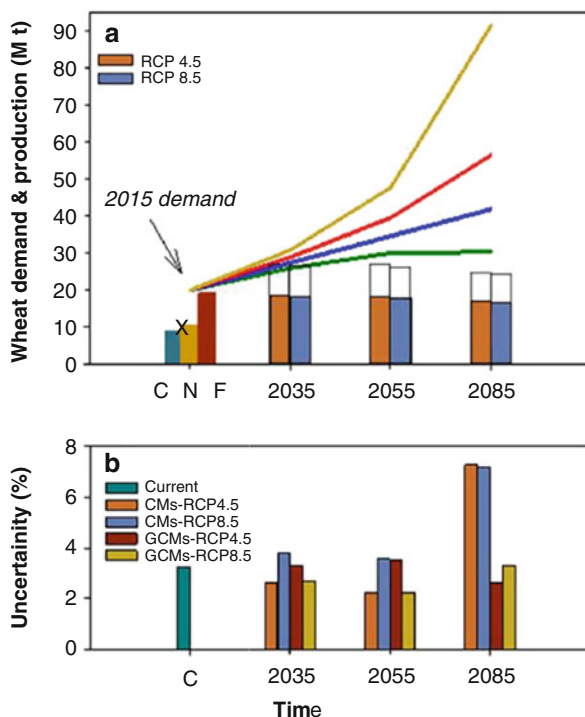 a
Wheat demand & production (M t)
90
80
70
60
50
40
30
20
10
0
RCP 4.5
RCP 8.5
2015 demand
X
C N F 2035 2055 2085
b
Uncertainity (%)
8
6
4
2
0
Current
CMs-RCP4.5
CMs-RCP8.5
GCMs-RCP4.5
GCMs-RCP8.5
C 2035 2055 2085
Time